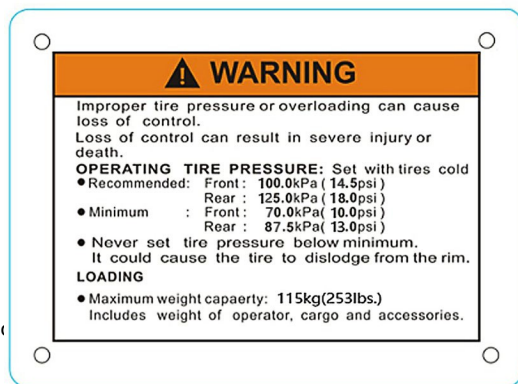 WARNING
Improper tire pressure or overloading can cause
loss of control.
Loss of control can result in severe injury or
death.
OPERATING TIRE PRESSURE: Set with tires cold
● Recommended: Front: 100.0kPa ( 14.5psi )
Rear : 125.0kPa ( 18.0psi )
● Minimum : Front: 70.0kPa( 10.0psi )
Rear : 87.5kPa( 13.0psi )
● Never set tire pressure below minimum.
It could cause the tire to dislodge from the rim.
LOADING
● Maximum weight capaerty: 115kg(253lbs.)
Includes weight of operator, cargo and accessories.